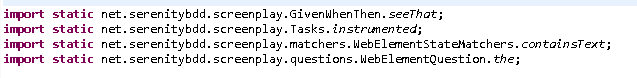 import static net.serenitybdd.screenplay.GivenWhenThen.seeThat;
import static net.serenitybdd.screenplay.Tasks.instrumented;
import static net.serenitybdd.screenplay.matchers.WebElementStateMatchers.containsText;
import static net.serenitybdd.screenplay.questions.WebElementQuestion.the;